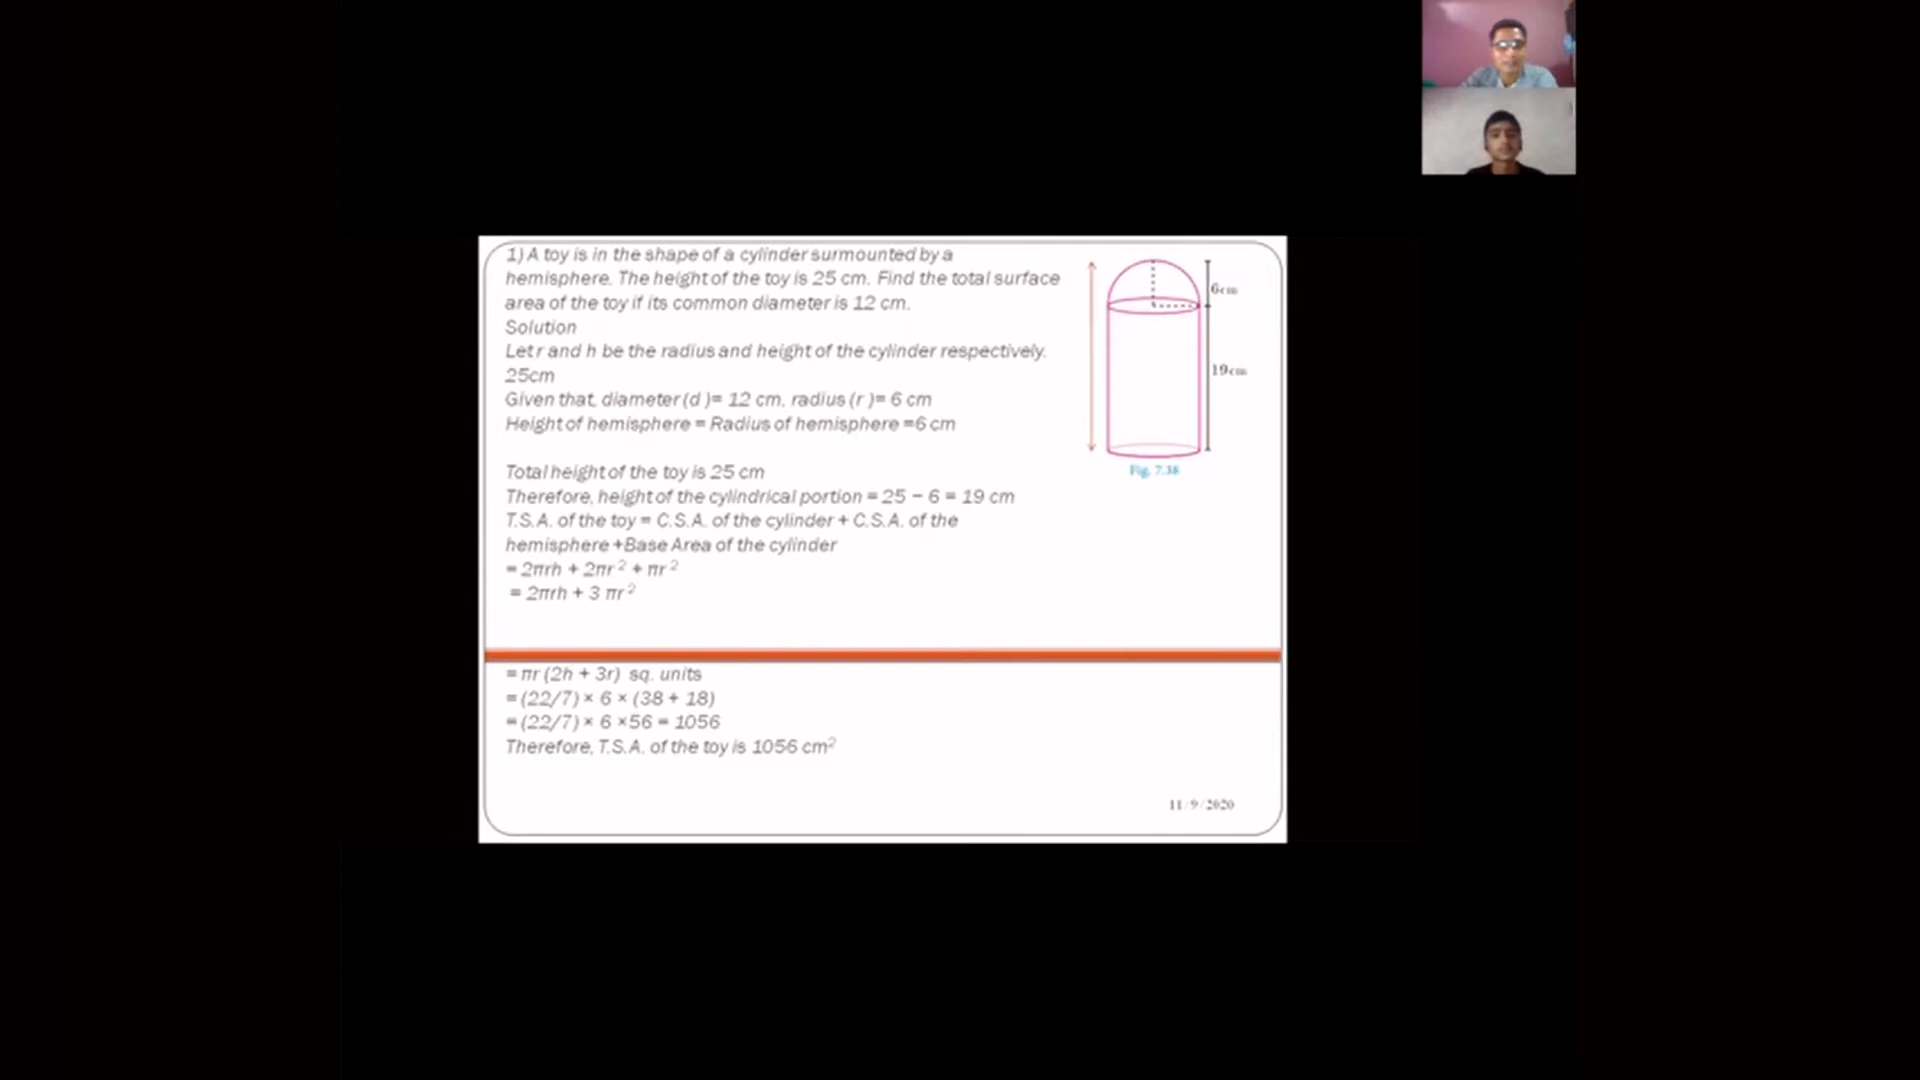 1) A toy is in the shape of a cylinder surmounted by a
hemisphere. The height of the toy is 25 cm. Find the total surface
area of the toy if its common diameter is 12 cm.
Solution
Let r and h be the radius and height of the cylinder respectively.
25cm
Given that, diameter (d )= 12 cm, radius (r )= 6 cm
Height of hemisphere = Radius of hemisphere =6 cm
Total height of the toy is 25 cm
Therefore, height of the cylindrical portion = 25 − 6 = 19 cm
T.S.A. of the toy = C.S.A. of the cylinder + C.S.A. of the
hemisphere +Base Area of the cylinder
= 2πrh + 2πr² + πr²
= 2πrh + 3 πr²
6cm
19cm
Fig. 7.38
= πr (2h + 3r) sq. units
= (22/7) × 6 × (38 + 18)
= (22/7) × 6 ×56 = 1056
Therefore, T.S.A. of the toy is 1056 cm²
11/9/2020